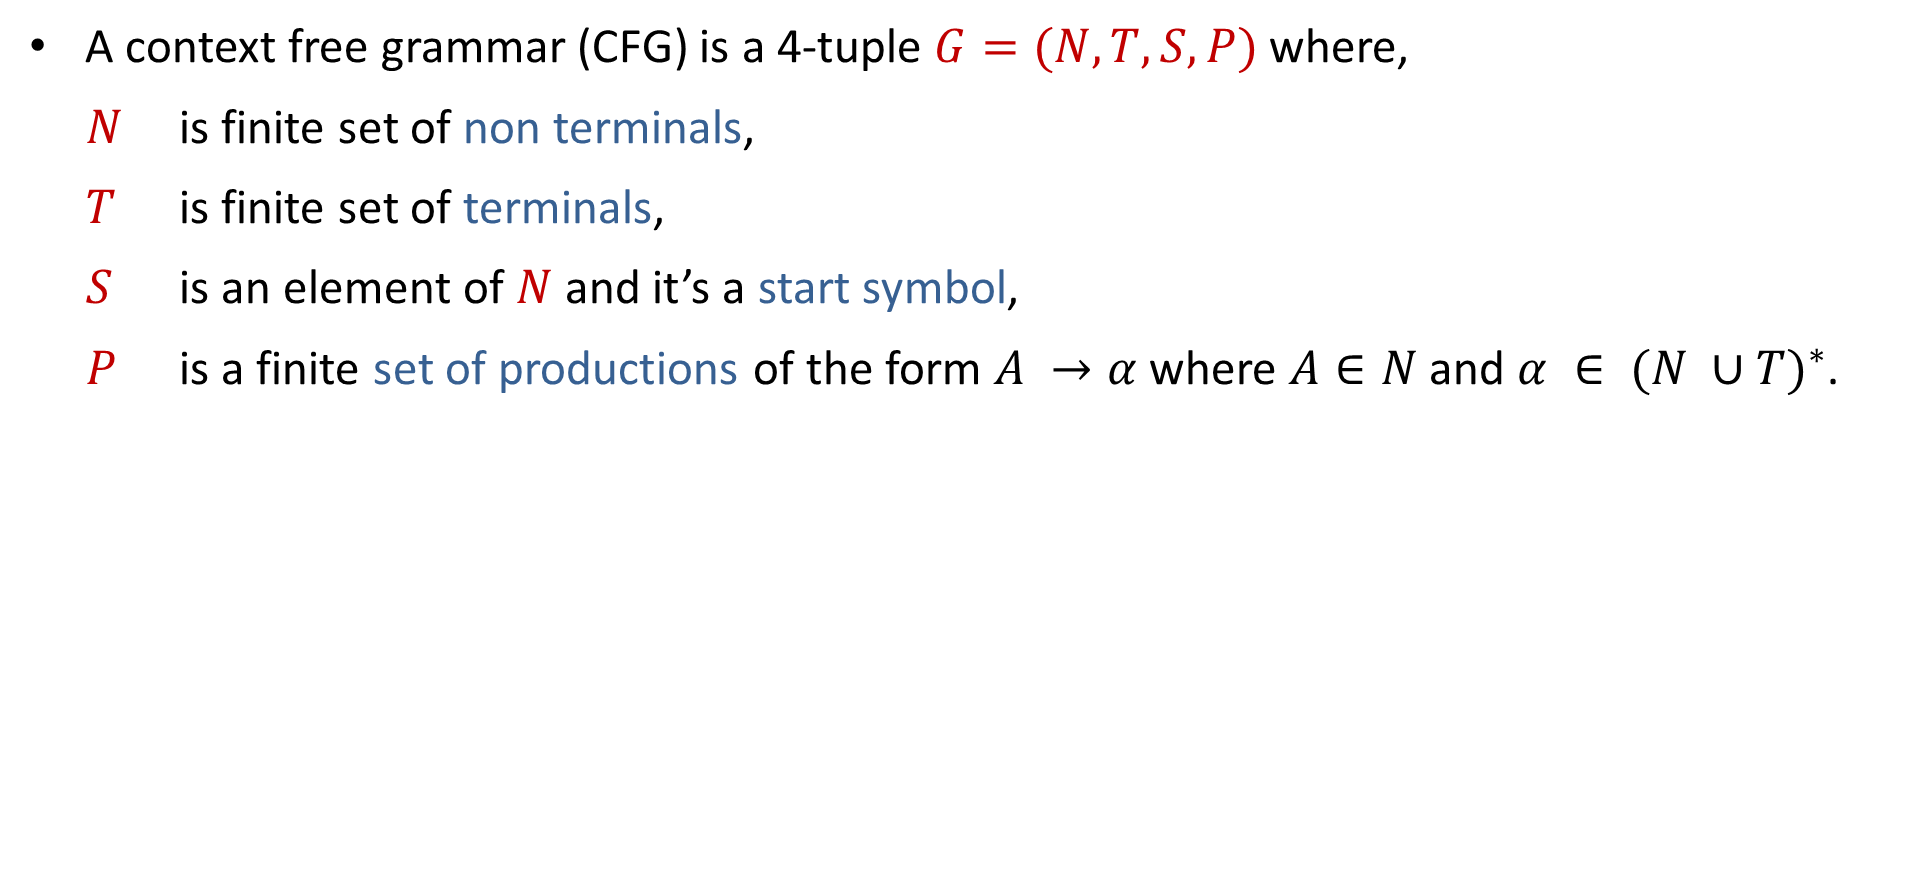 • A context free grammar (CFG) is a 4-tuple G = (N, T, S, P) where,
N is finite set of non terminals,
T is finite set of terminals,
S is an element of N and it’s a start symbol,
P is a finite set of productions of the form A → α where A ∈ N and α ∈ (N ∪ T)*.